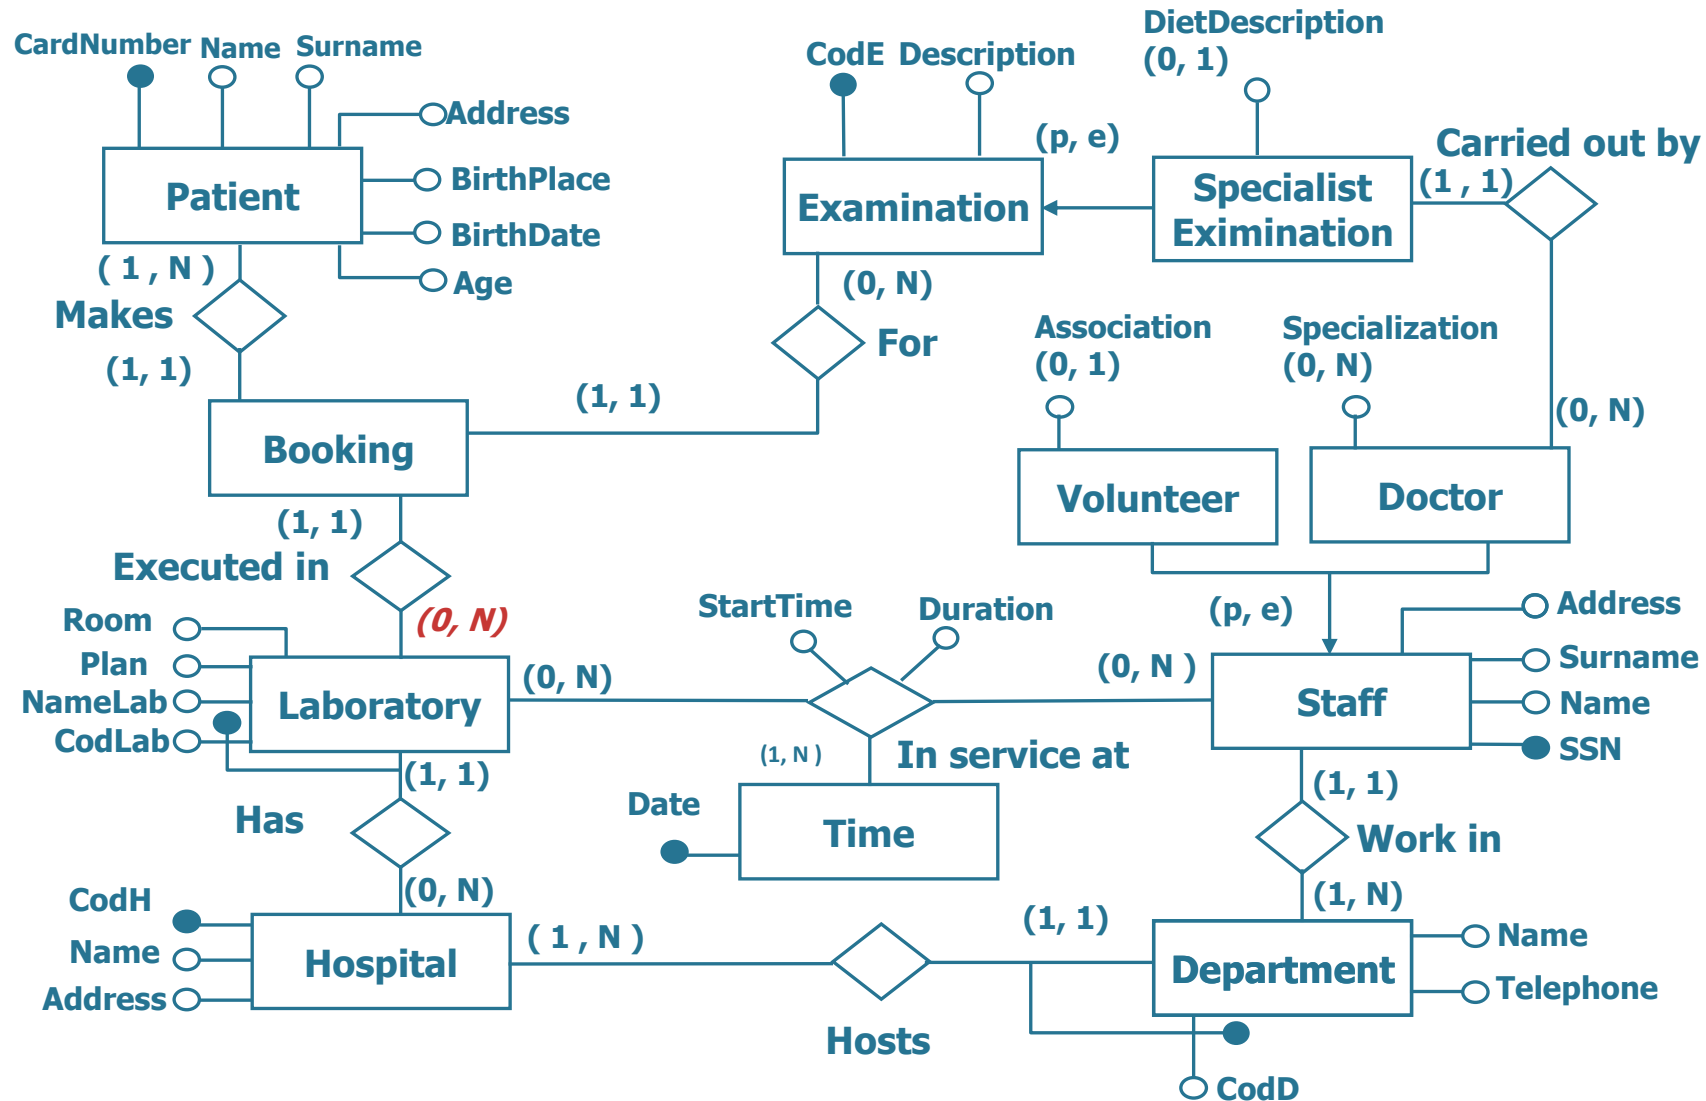 CardNumber
Name
Surname
Address
Patient
BirthPlace
BirthDate
Age
( 1 , N )
Makes
(1, 1)
Booking
(1, 1)
CodE
Description
(p, e)
Examination
(0, N)
For
DietDescription
(0, 1)
Specialist
Eximination
Carried out by
(1 , 1)
(0, N)
Association
(0, 1)
Volunteer
Specialization
(0, N)
Doctor
(p, e)
(1, 1)
Executed in
(0, N)
Room
Plan
NameLab
CodLab
Laboratory
(0, N)
StartTime
Duration
(0, N )
In service at
(1, N )
Date
Time
Address
Surname
Name
SSN
Staff
(1, 1)
Work in
(1, N)
(1, 1)
Has
(0, N)
CodH
Name
Address
Hospital
( 1 , N )
Hosts
(1, 1)
Department
Name
Telephone
CodD